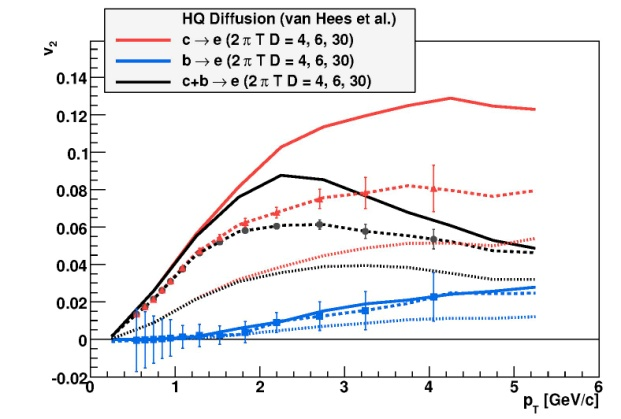 HQ Diffusion (van Hees et al.)
c → e (2 π T D = 4, 6, 30)
b → e (2 π T D = 4, 6, 30)
c+b → e (2 π T D = 4, 6, 30)
v₂
0.14
0.12
0.1
0.08
0.06
0.04
0.02
0
-0.02
0 1 2 3 4 5 6
p_T [GeV/c]